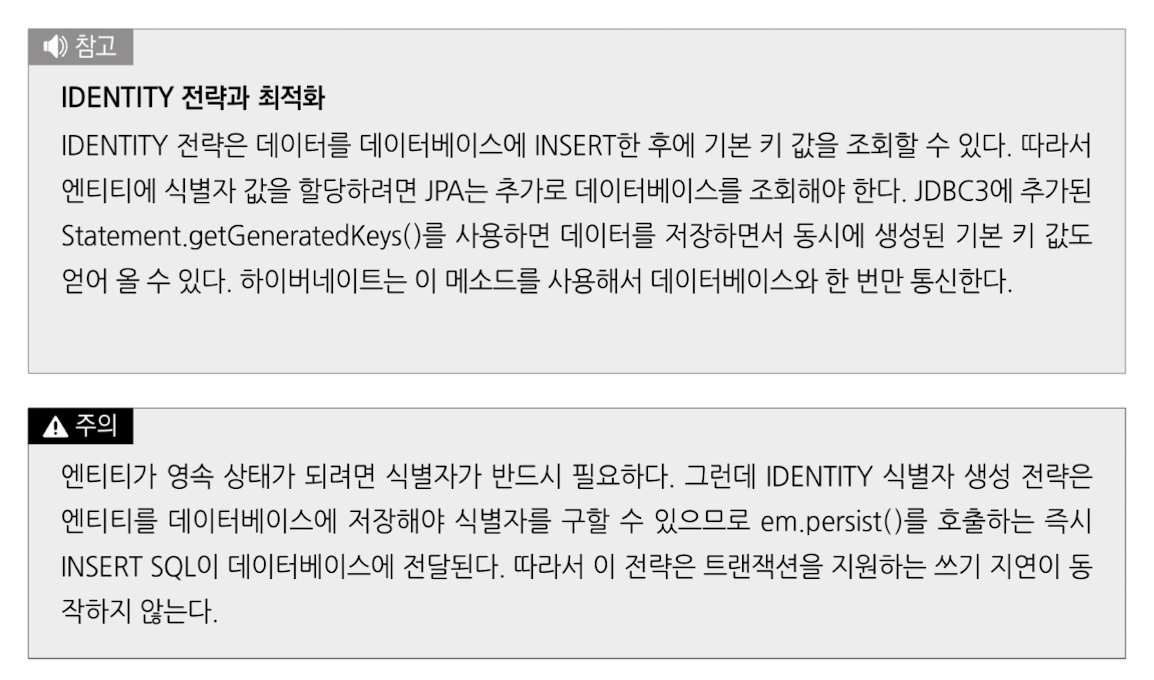 참고
IDENTITY 전략과 최적화
IDENTITY 전략은 데이터를 데이터베이스에 INSERT한 후에 기본 키 값을 조회할 수 있다. 따라서
엔티티에 식별자 값을 할당하려면 JPA는 추가로 데이터베이스를 조회해야 한다. JDBC3에 추가된
Statement.getGeneratedKeys()를 사용하면 데이터를 저장하면서 동시에 생성된 기본 키 값도
얻어 올 수 있다. 하이버네이트는 이 메소드를 사용해서 데이터베이스와 한 번만 통신한다.
주의
엔티티가 영속 상태가 되려면 식별자가 반드시 필요하다. 그런데 IDENTITY 식별자 생성 전략은
엔티티를 데이터베이스에 저장해야 식별자를 구할 수 있으므로 em.persist()를 호출하는 즉시
INSERT SQL이 데이터베이스에 전달된다. 따라서 이 전략은 트랜잭션을 지원하는 쓰기 지연이 동
작하지 않는다.